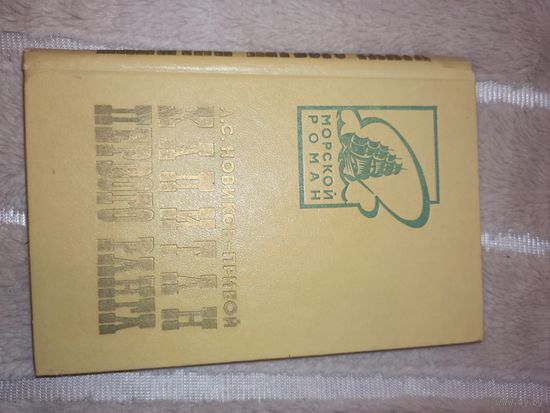 МОРСКОЙ
РОМАН
А.С. НОВИКОВ-ПРИБОЙ
КАПИТАН
ПЕРВОГО РАНГА